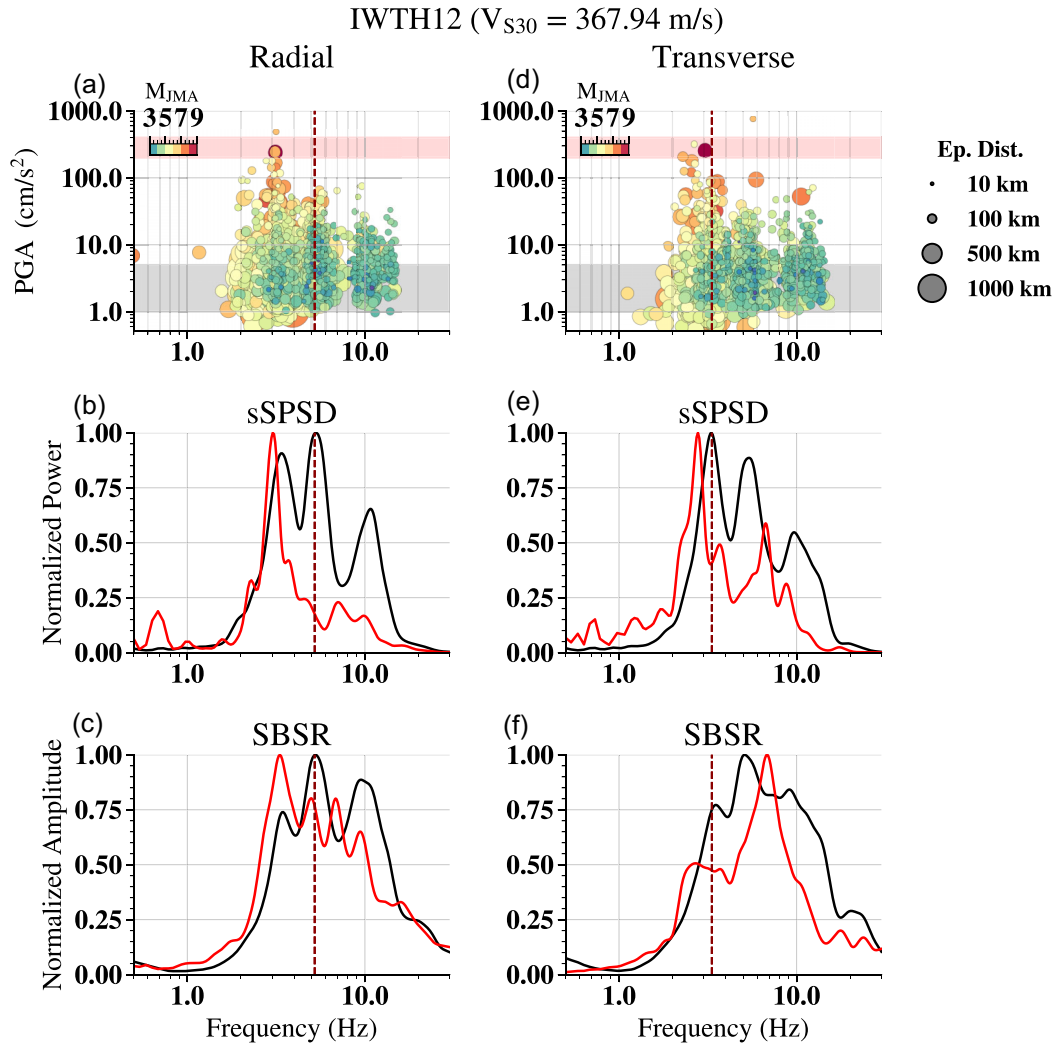 IWTH12 (VS30 = 367.94 m/s)
Radial
Transverse
(a)
(d)
MJMA
3579
MJMA
3579
1000.0
100.0
10.0
1.0
PGA (cm/s²)
1.0 10.0
1000.0
100.0
10.0
1.0
1.0 10.0
Ep. Dist.
10 km
100 km
500 km
1000 km
(b)
sSPSD
(e)
sSPSD
1.00
0.75
0.50
0.25
0.00
Normalized Power
1.0 10.0
1.00
0.75
0.50
0.25
0.00
1.0 10.0
(c)
SBSR
(f)
SBSR
1.00
0.75
0.50
0.25
0.00
Normalized Amplitude
1.0 10.0
Frequency (Hz)
1.00
0.75
0.50
0.25
0.00
1.0 10.0
Frequency (Hz)